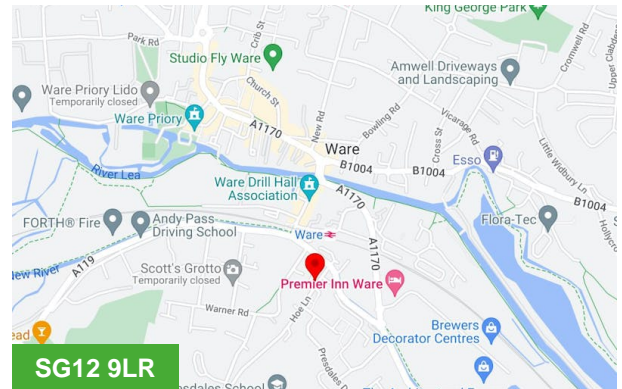 King George Park
Park Rd
Crib St
Studio Fly Ware
Cromwell Rd
Amwell Driveways
and Landscaping
Ware Priory Lido
Temporarily closed
Church St
New Rd
Bowling Rd
Vicarage Rd
Ware Priory
A1170
Ware
Cross St
Esso
Little Widbury Ln
B1004
B1004
B1004
River Lea
Ware Drill Hall
Association
A1170
FORTH® Fire
Andy Pass
Driving School
Flora-Tec
Ware
New River
A119
Scott's Grotto
Temporarily closed
A1170
Premier Inn Ware
Hoe Ln
Warner Rd
Brewers
Decorator Centres
SG12 9LR